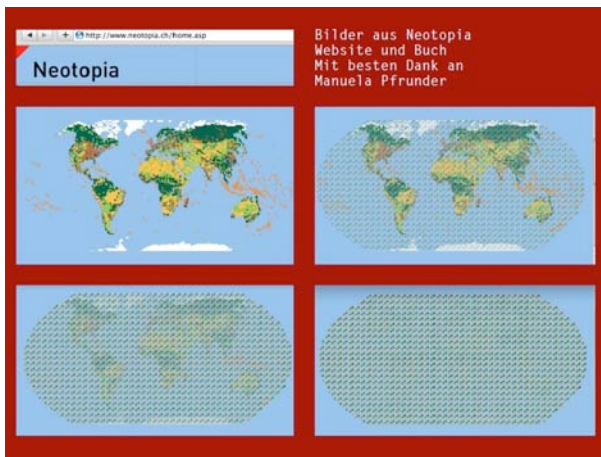 http://www.neotopia.ch/home.asp
Neotopia
Bilder aus Neotopia
Website und Buch
Mit besten Dank an
Manuela Pfrunder